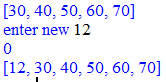 [30, 40, 50, 60, 70]
enter new 12
0
[12, 30, 40, 50, 60, 70]